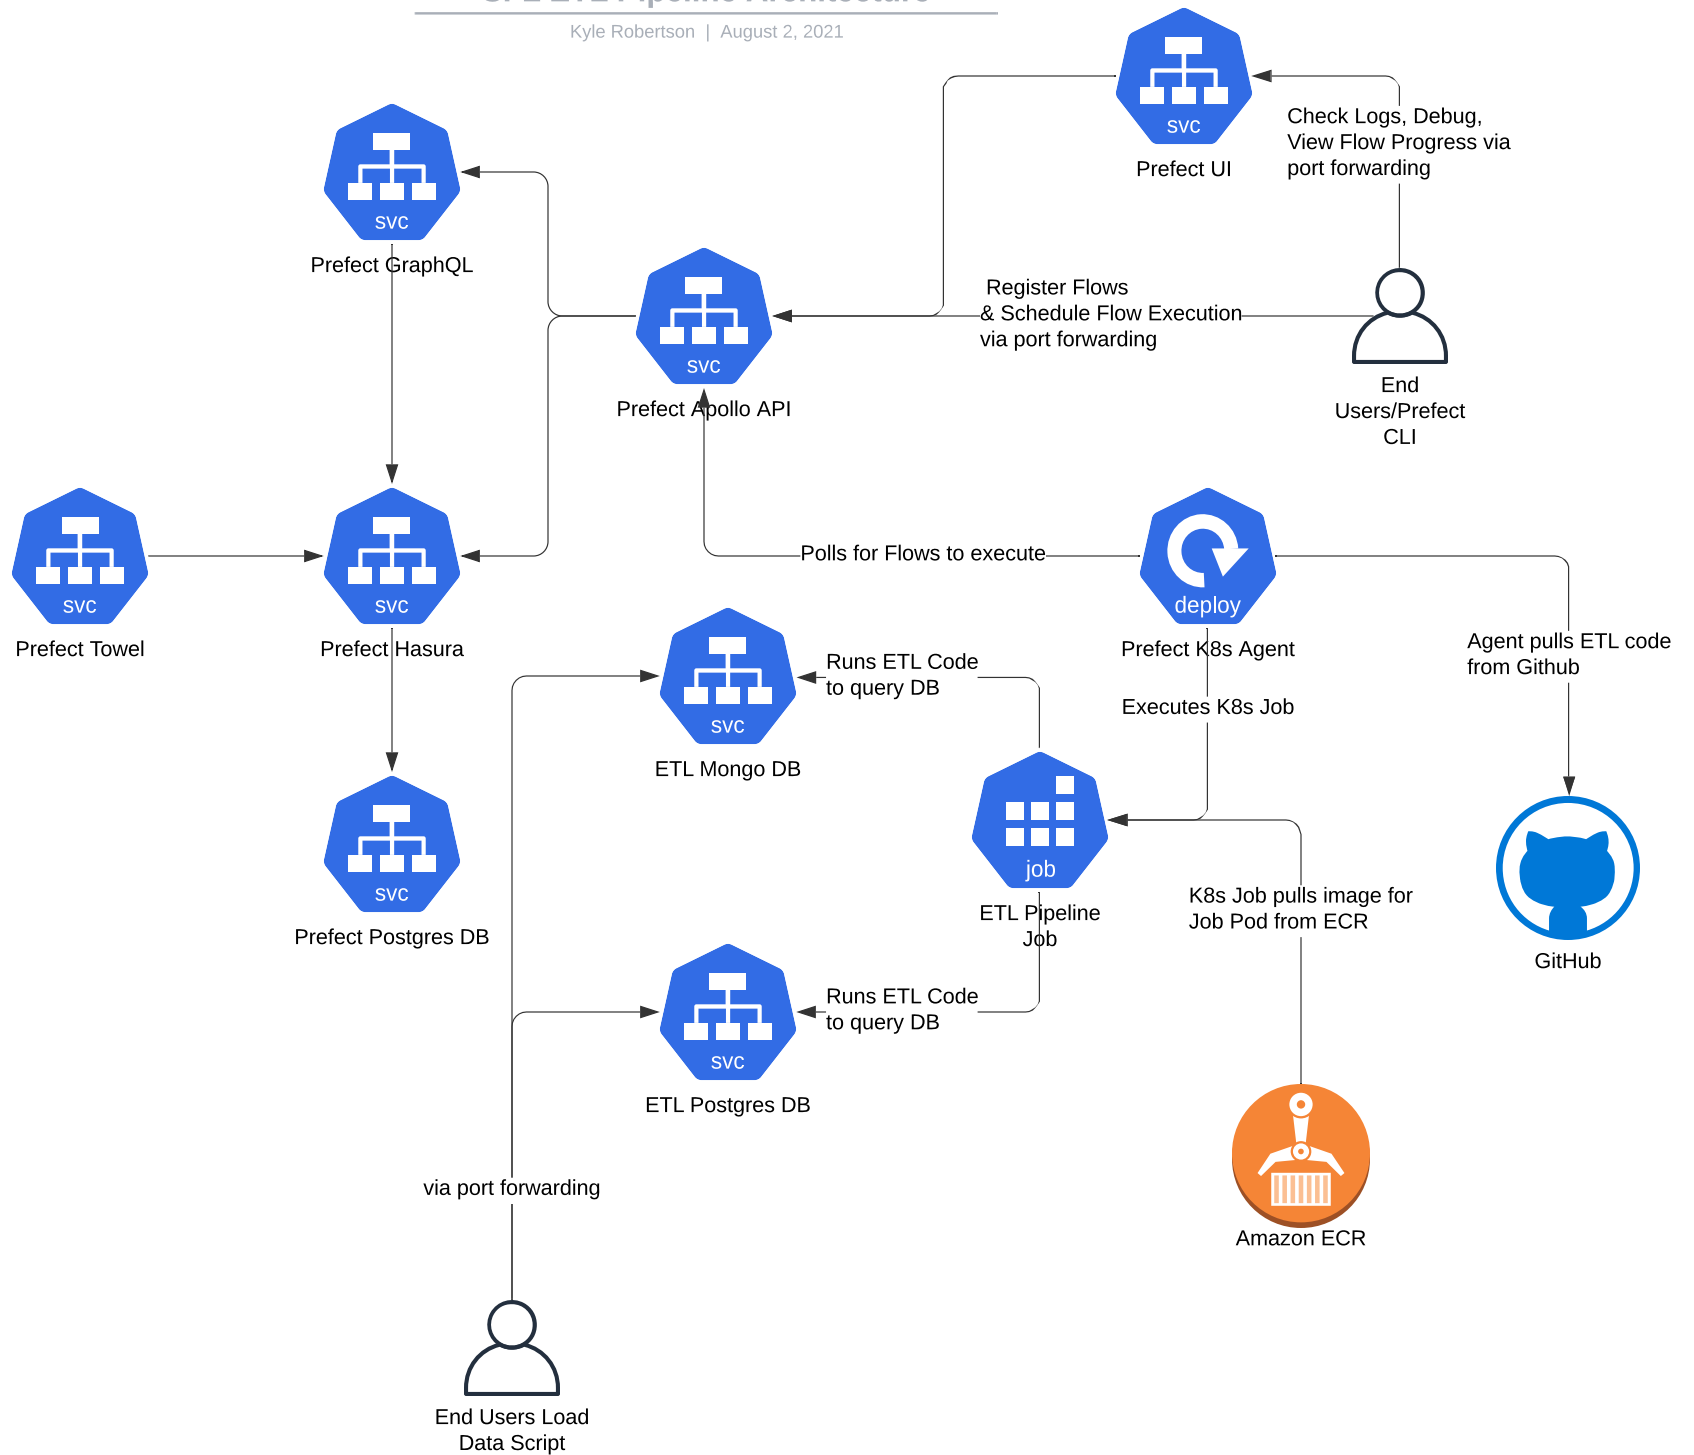 ETL Pipeline Architecture
Kyle Robertson | August 2, 2021
svc
Prefect UI
Check Logs, Debug,
View Flow Progress via
port forwarding
svc
Prefect GraphQL
svc
Prefect Apollo API
Register Flows
& Schedule Flow Execution
via port forwarding
End
Users/Prefect
CLI
svc
Prefect Towel
svc
Prefect Hasura
Polls for Flows to execute
deploy
Prefect K8s Agent
Agent pulls ETL code
from Github
Executes K8s Job
svc
ETL Mongo DB
Runs ETL Code
to query DB
svc
Prefect Postgres DB
job
ETL Pipeline
Job
K8s Job pulls image for
Job Pod from ECR
GitHub
svc
ETL Postgres DB
Runs ETL Code
to query DB
via port forwarding
Amazon ECR
End Users Load
Data Script